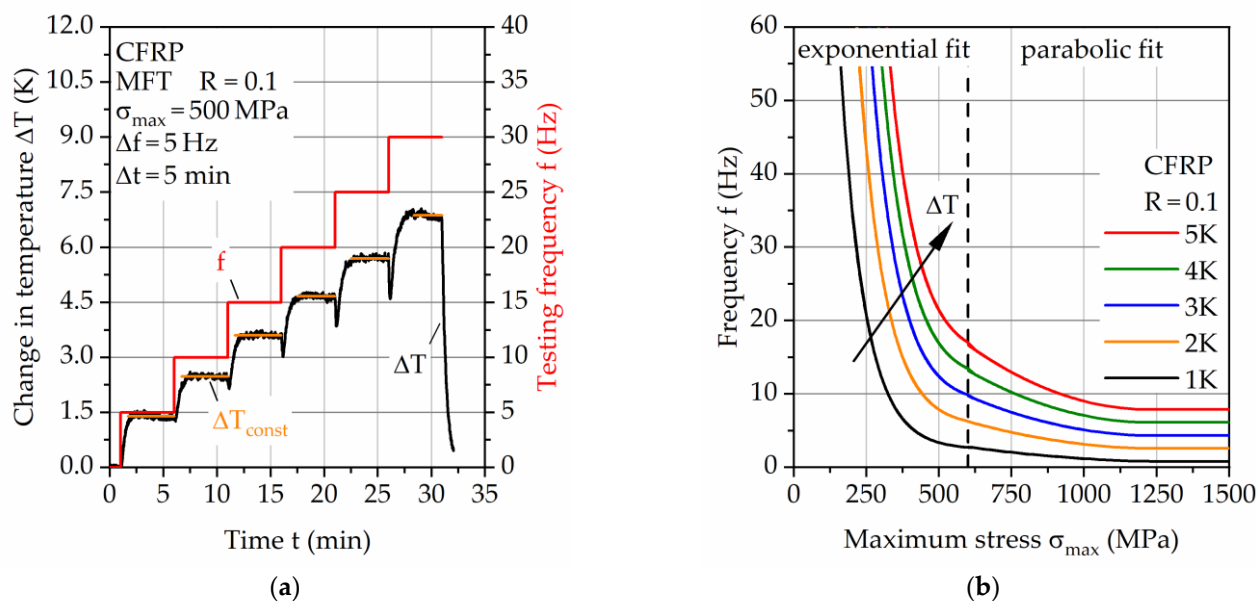 12.0
10.5
9.0
7.5
6.0
4.5
3.0
1.5
0.0
Change in temperature ΔT (K)
CFRP
MFT R = 0.1
σmax = 500 MPa
Δf = 5 Hz
Δt = 5 min
f
ΔT
ΔTconst
40
35
30
25
20
15
10
5
0
Testing frequency f (Hz)
0 5 10 15 20 25 30 35
Time t (min)
(a)
60
50
40
30
20
10
0
Frequency f (Hz)
exponential fit parabolic fit
ΔT
CFRP
R = 0.1
5K
4K
3K
2K
1K
0 250 500 750 1000 1250 1500
Maximum stress σmax (MPa)
(b)